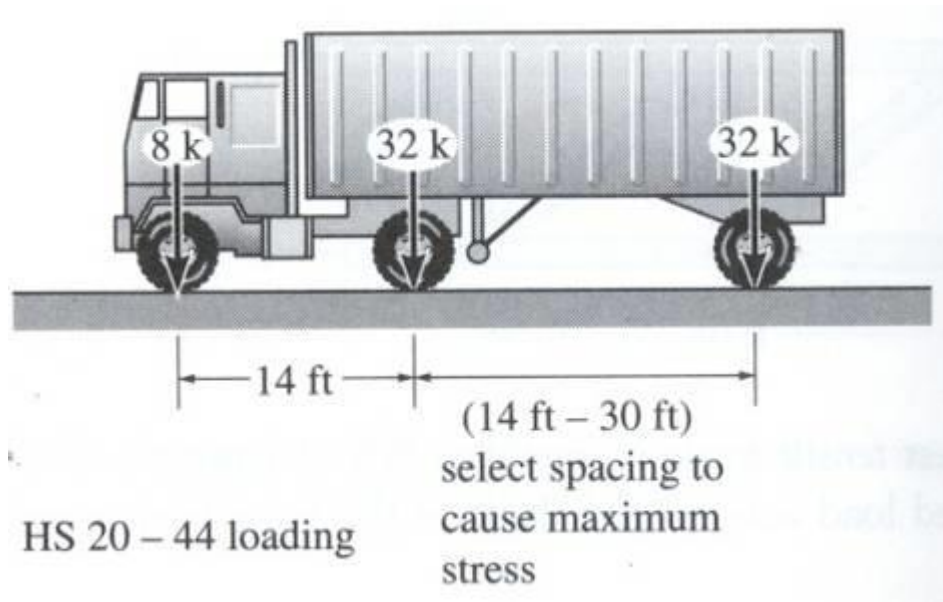 8 k
32 k
32 k
14 ft
(14 ft – 30 ft)
select spacing to
cause maximum
stress
HS 20 – 44 loading